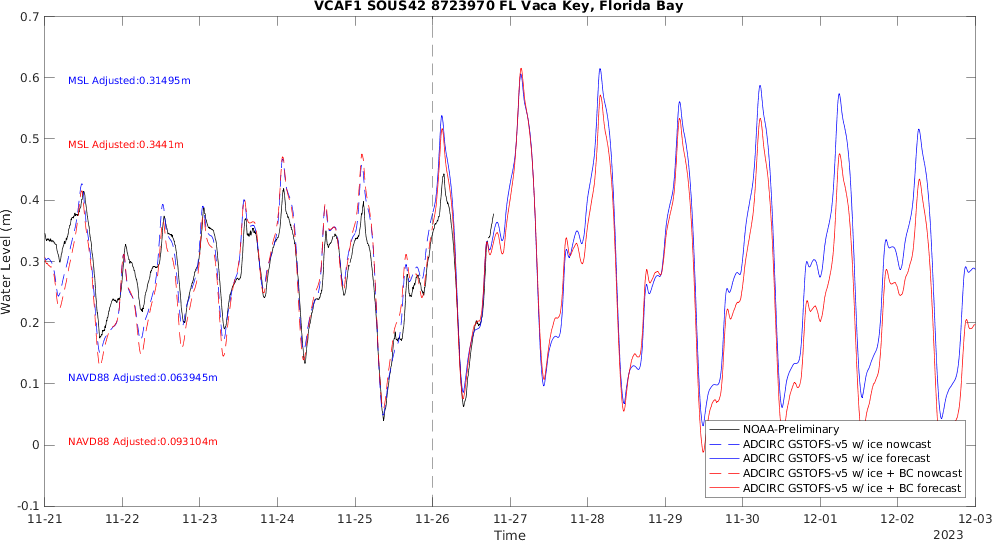 VCAF1 SOUS42 8723970 FL Vaca Key, Florida Bay
Water Level (m)
0.7
0.6
0.5
0.4
0.3
0.2
0.1
0
-0.1
MSL Adjusted:0.31495m
MSL Adjusted:0.3441m
NAVD88 Adjusted:0.063945m
NAVD88 Adjusted:0.093104m
NOAA-Preliminary
ADCIRC GSTOFS-v5 w/ ice nowcast
ADCIRC GSTOFS-v5 w/ ice forecast
ADCIRC GSTOFS-v5 w/ ice + BC nowcast
ADCIRC GSTOFS-v5 w/ ice + BC forecast
11-21 11-22 11-23 11-24 11-25 11-26 11-27 11-28 11-29 11-30 12-01 12-02 12-03
Time
2023